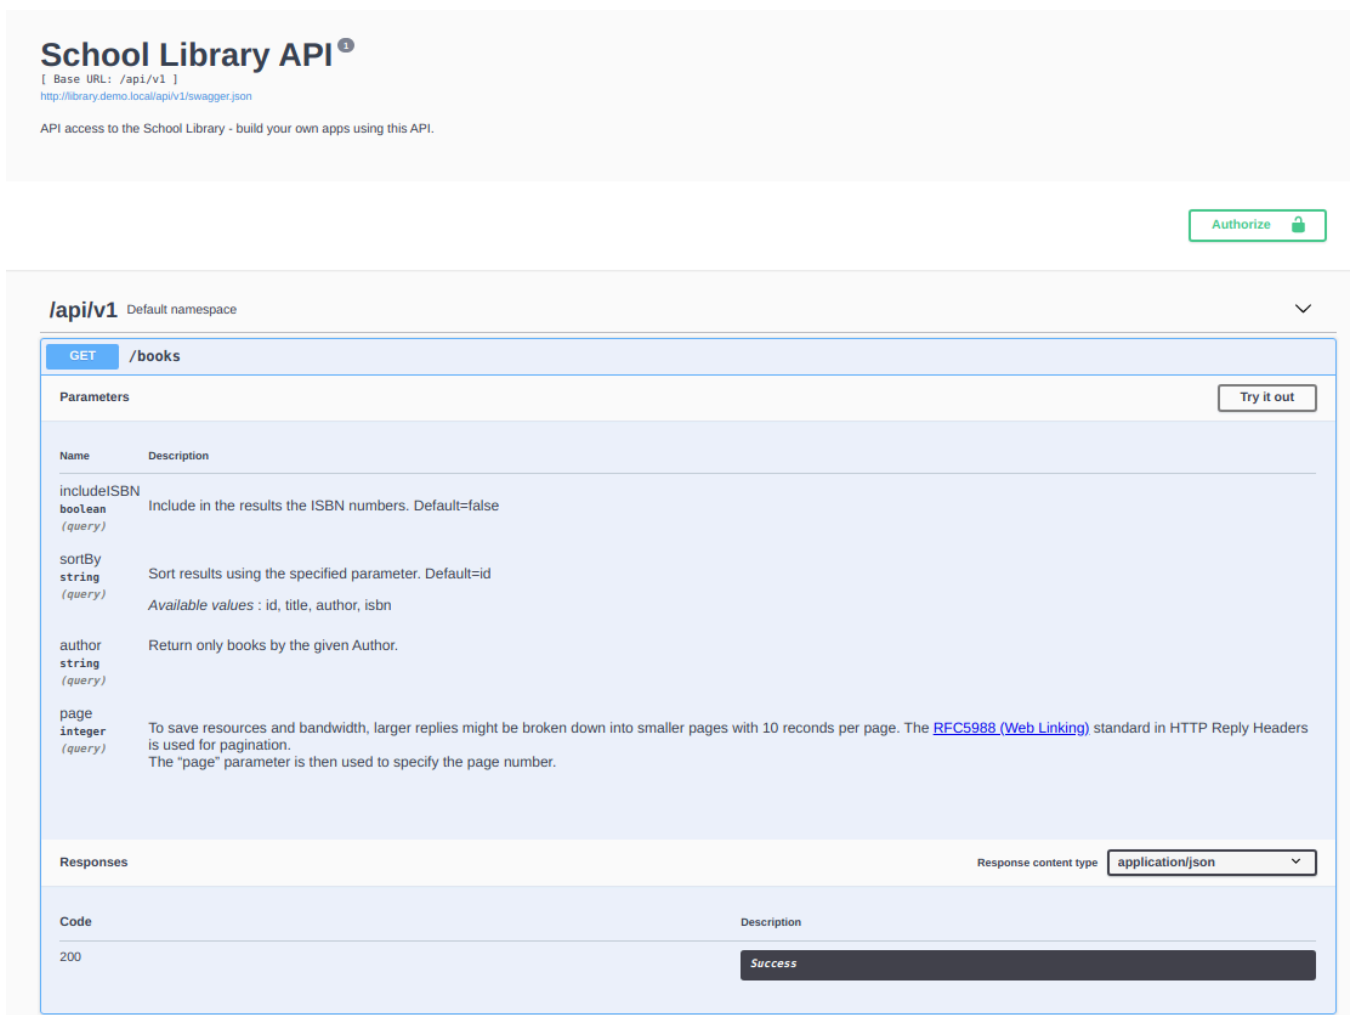 School Library API 1
[ Base URL: /api/v1 ]
http://library.demo.local/api/v1/swagger.json
API access to the School Library - build your own apps using this API.
Authorize
/api/v1 Default namespace
GET /books
Parameters
Try it out
Name Description
includeISBN
boolean
(query)
Include in the results the ISBN numbers. Default=false
sortBy
string
(query)
Sort results using the specified parameter. Default=id
Available values : id, title, author, isbn
author
string
(query)
Return only books by the given Author.
page
integer
(query)
To save resources and bandwidth, larger replies might be broken down into smaller pages with 10 reconds per page. The RFC5988 (Web Linking) standard in HTTP Reply Headers
is used for pagination.
The “page” parameter is then used to specify the page number.
Responses
Response content type application/json
Code Description
200 Success